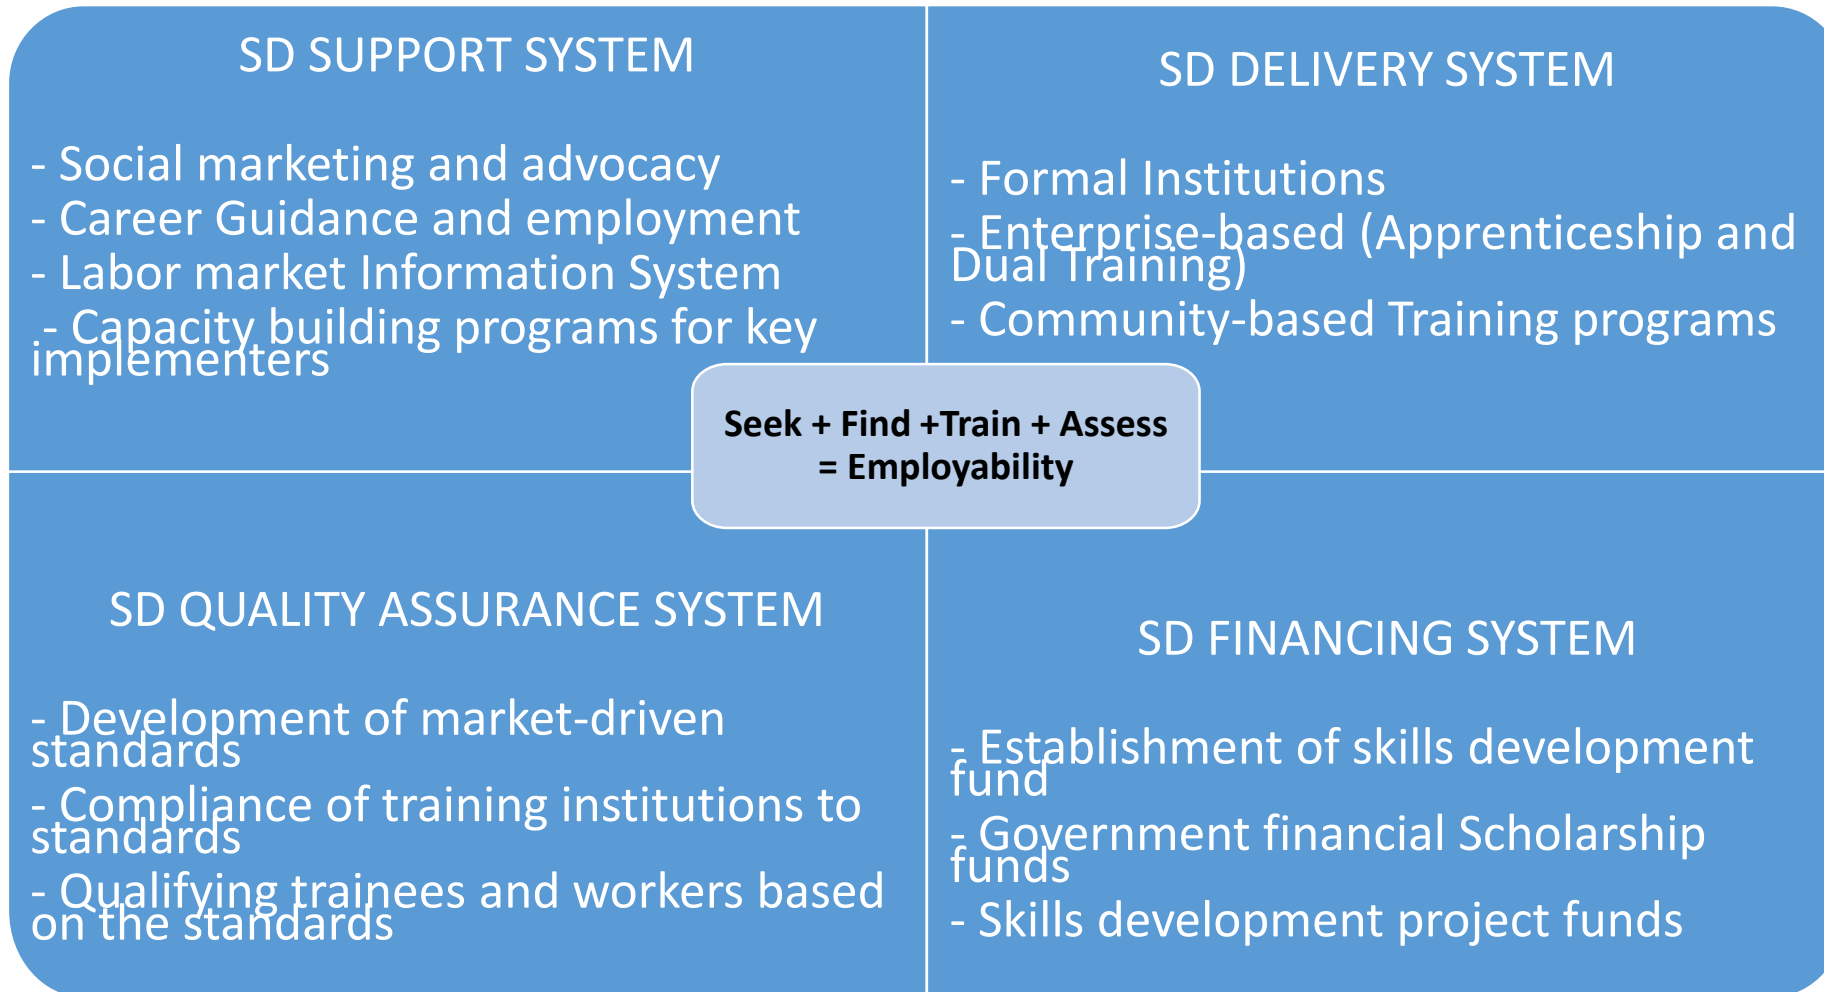 SD SUPPORT SYSTEM
- Social marketing and advocacy
- Career Guidance and employment
- Labor market Information System
- Capacity building programs for key
implementers
SD DELIVERY SYSTEM
- Formal Institutions
- Enterprise-based (Apprenticeship and
Dual Training)
- Community-based Training programs
Seek + Find +Train + Assess
= Employability
SD QUALITY ASSURANCE SYSTEM
- Development of market-driven
standards
- Compliance of training institutions to
standards
- Qualifying trainees and workers based
on the standards
SD FINANCING SYSTEM
- Establishment of skills development
fund
- Government financial Scholarship
funds
- Skills development project funds